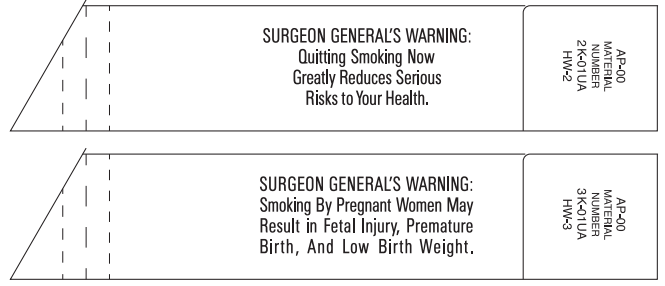 SURGEON GENERAL'S WARNING:
Quitting Smoking Now
Greatly Reduces Serious
Risks to Your Health.
AP-00
MATERIAL
NUMBER
2K-01UA
HW-2
SURGEON GENERAL'S WARNING:
Smoking By Pregnant Women May
Result in Fetal Injury, Premature
Birth, And Low Birth Weight.
AP-00
MATERIAL
NUMBER
3K-01UA
HW-3